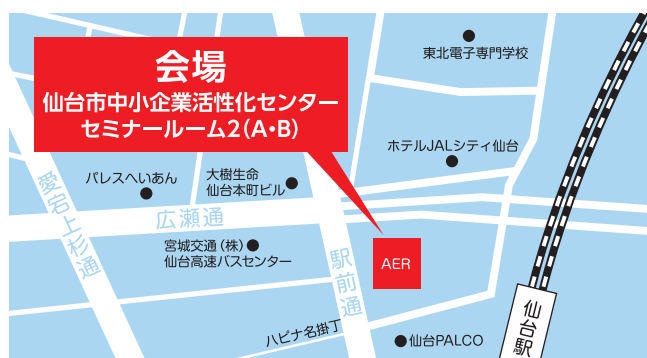 会場
仙台市中小企業活性化センター
セミナールーム2(A・B)
東北電子専門学校
ホテルJALシティ仙台
大樹生命
仙台本町ビル
パレスへいあん
愛宕上杉通
広瀬通
宮城交通(株)
仙台高速バスセンター
駅前通
AER
仙台駅
ハピナ名掛丁
仙台PALCO